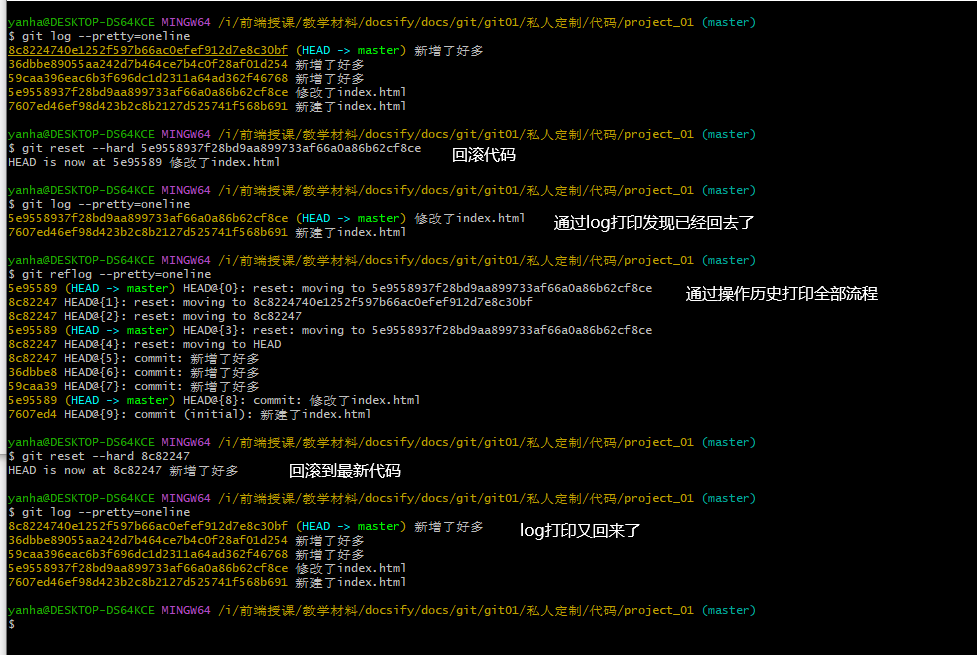 yanha@DESKTOP-DS64KCE MINGW64 /i/前端授课/教学材料/docsify/docs/git/git01/私人定制/代码/project_01 (master)
$ git log --pretty=oneline
8c8224740e1252f597b66ac0efef912d7e8c30bf (HEAD -> master) 新增了好多
36dbbe89055aa242d7b464ce7b4c0f28af01d254 新增了好多
59caa396eac6b3f696dc1d2311a64ad362f46768 新增了好多
5e9558937f28bd9aa899733af66a0a86b62cf8ce 修改了index.html
7607ed46ef98d423b2c8b2127d525741f568b691 新建了index.html
yanha@DESKTOP-DS64KCE MINGW64 /i/前端授课/教学材料/docsify/docs/git/git01/私人定制/代码/project_01 (master)
$ git reset --hard 5e9558937f28bd9aa899733af66a0a86b62cf8ce
HEAD is now at 5e95589 修改了index.html
回滚代码
yanha@DESKTOP-DS64KCE MINGW64 /i/前端授课/教学材料/docsify/docs/git/git01/私人定制/代码/project_01 (master)
$ git log --pretty=oneline
5e9558937f28bd9aa899733af66a0a86b62cf8ce (HEAD -> master) 修改了index.html
7607ed46ef98d423b2c8b2127d525741f568b691 新建了index.html
通过log打印发现已经回去了
yanha@DESKTOP-DS64KCE MINGW64 /i/前端授课/教学材料/docsify/docs/git/git01/私人定制/代码/project_01 (master)
$ git reflog --pretty=oneline
5e95589 (HEAD -> master) HEAD@{0}: reset: moving to 5e9558937f28bd9aa899733af66a0a86b62cf8ce
通过操作历史打印全部流程
8c82247 HEAD@{1}: reset: moving to 8c8224740e1252f597b66ac0efef912d7e8c30bf
8c82247 HEAD@{2}: reset: moving to 8c82247
5e95589 (HEAD -> master) HEAD@{3}: reset: moving to 5e9558937f28bd9aa899733af66a0a86b62cf8ce
8c82247 HEAD@{4}: reset: moving to HEAD
8c82247 HEAD@{5}: commit: 新增了好多
36dbbe8 HEAD@{6}: commit: 新增了好多
59caa39 HEAD@{7}: commit: 新增了好多
5e95589 (HEAD -> master) HEAD@{8}: commit: 修改了index.html
7607ed4 HEAD@{9}: commit (initial): 新建了index.html
yanha@DESKTOP-DS64KCE MINGW64 /i/前端授课/教学材料/docsify/docs/git/git01/私人定制/代码/project_01 (master)
$ git reset --hard 8c82247
HEAD is now at 8c82247 新增了好多
回滚到最新代码
yanha@DESKTOP-DS64KCE MINGW64 /i/前端授课/教学材料/docsify/docs/git/git01/私人定制/代码/project_01 (master)
$ git log --pretty=oneline
8c8224740e1252f597b66ac0efef912d7e8c30bf (HEAD -> master) 新增了好多
log打印又回来了
36dbbe89055aa242d7b464ce7b4c0f28af01d254 新增了好多
59caa396eac6b3f696dc1d2311a64ad362f46768 新增了好多
5e9558937f28bd9aa899733af66a0a86b62cf8ce 修改了index.html
7607ed46ef98d423b2c8b2127d525741f568b691 新建了index.html
yanha@DESKTOP-DS64KCE MINGW64 /i/前端授课/教学材料/docsify/docs/git/git01/私人定制/代码/project_01 (master)
$